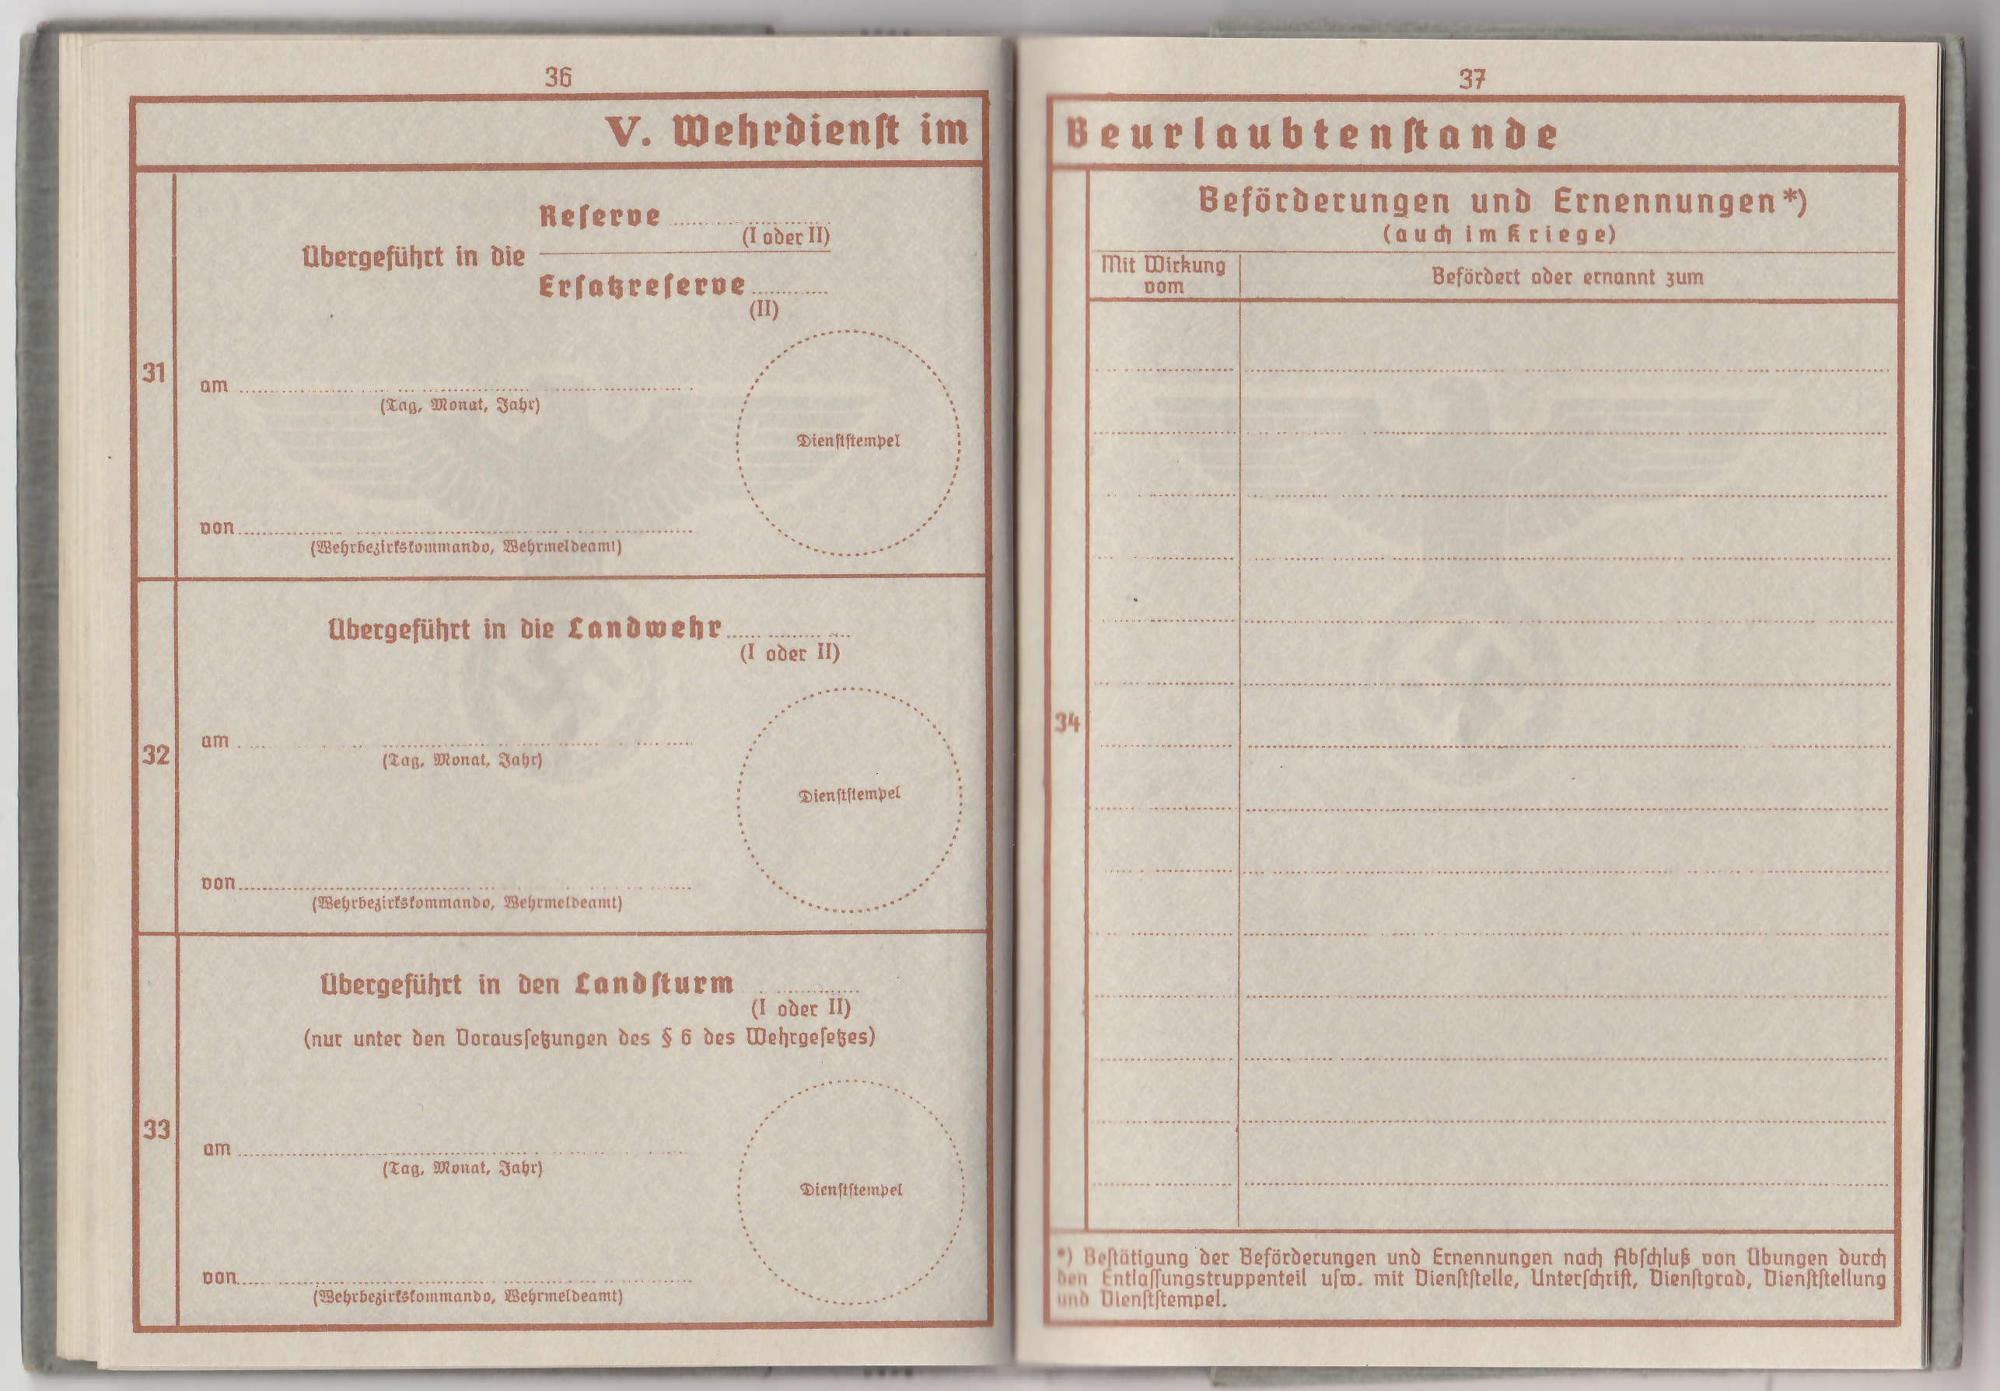 36
V. Wehrdienst im
Reserve
(I oder II)
Übergeführt in die
Ersatzreserve
(II)
31
am
(Tag, Monat, Jahr)
Dienststempel
von
(Wehrbezirkskommando, Wehrmeldeamt)
Übergeführt in die Landwehr
(I oder II)
32
am
(Tag, Monat, Jahr)
Dienststempel
von
(Wehrbezirkskommando, Wehrmeldeamt)
Übergeführt in den Landsturm
(I oder II)
(nur unter den Voraussetzungen des § 6 des Wehrgesetzes)
33
am
(Tag, Monat, Jahr)
Dienststempel
von
(Wehrbezirkskommando, Wehrmeldeamt)
37
Beurlaubtenstande
Beförderungen und Ernennungen*)
(auch im Kriege)
Mit Wirkung
vom
Befördert oder ernannt zum
34
*) Bestätigung der Beförderungen und Ernennungen nach Abschluß von Übungen durch
den Entlassungstruppenteil usw. mit Dienststelle, Unterschrift, Dienstgrad, Dienststellung
und Dienststempel.